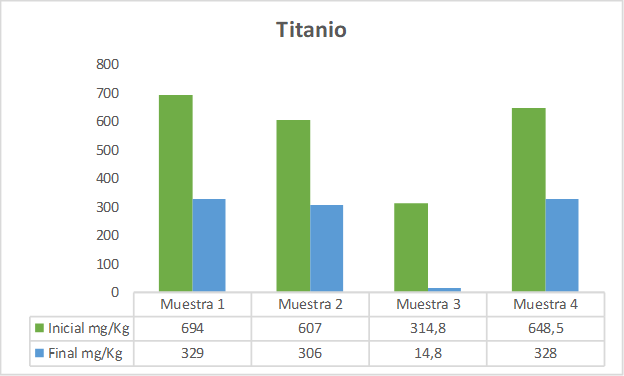 Titanio
800
700
600
500
400
300
200
100
0
Muestra 1 Muestra 2 Muestra 3 Muestra 4
Inicial mg/Kg 694 607 314,8 648,5
Final mg/Kg 329 306 14,8 328